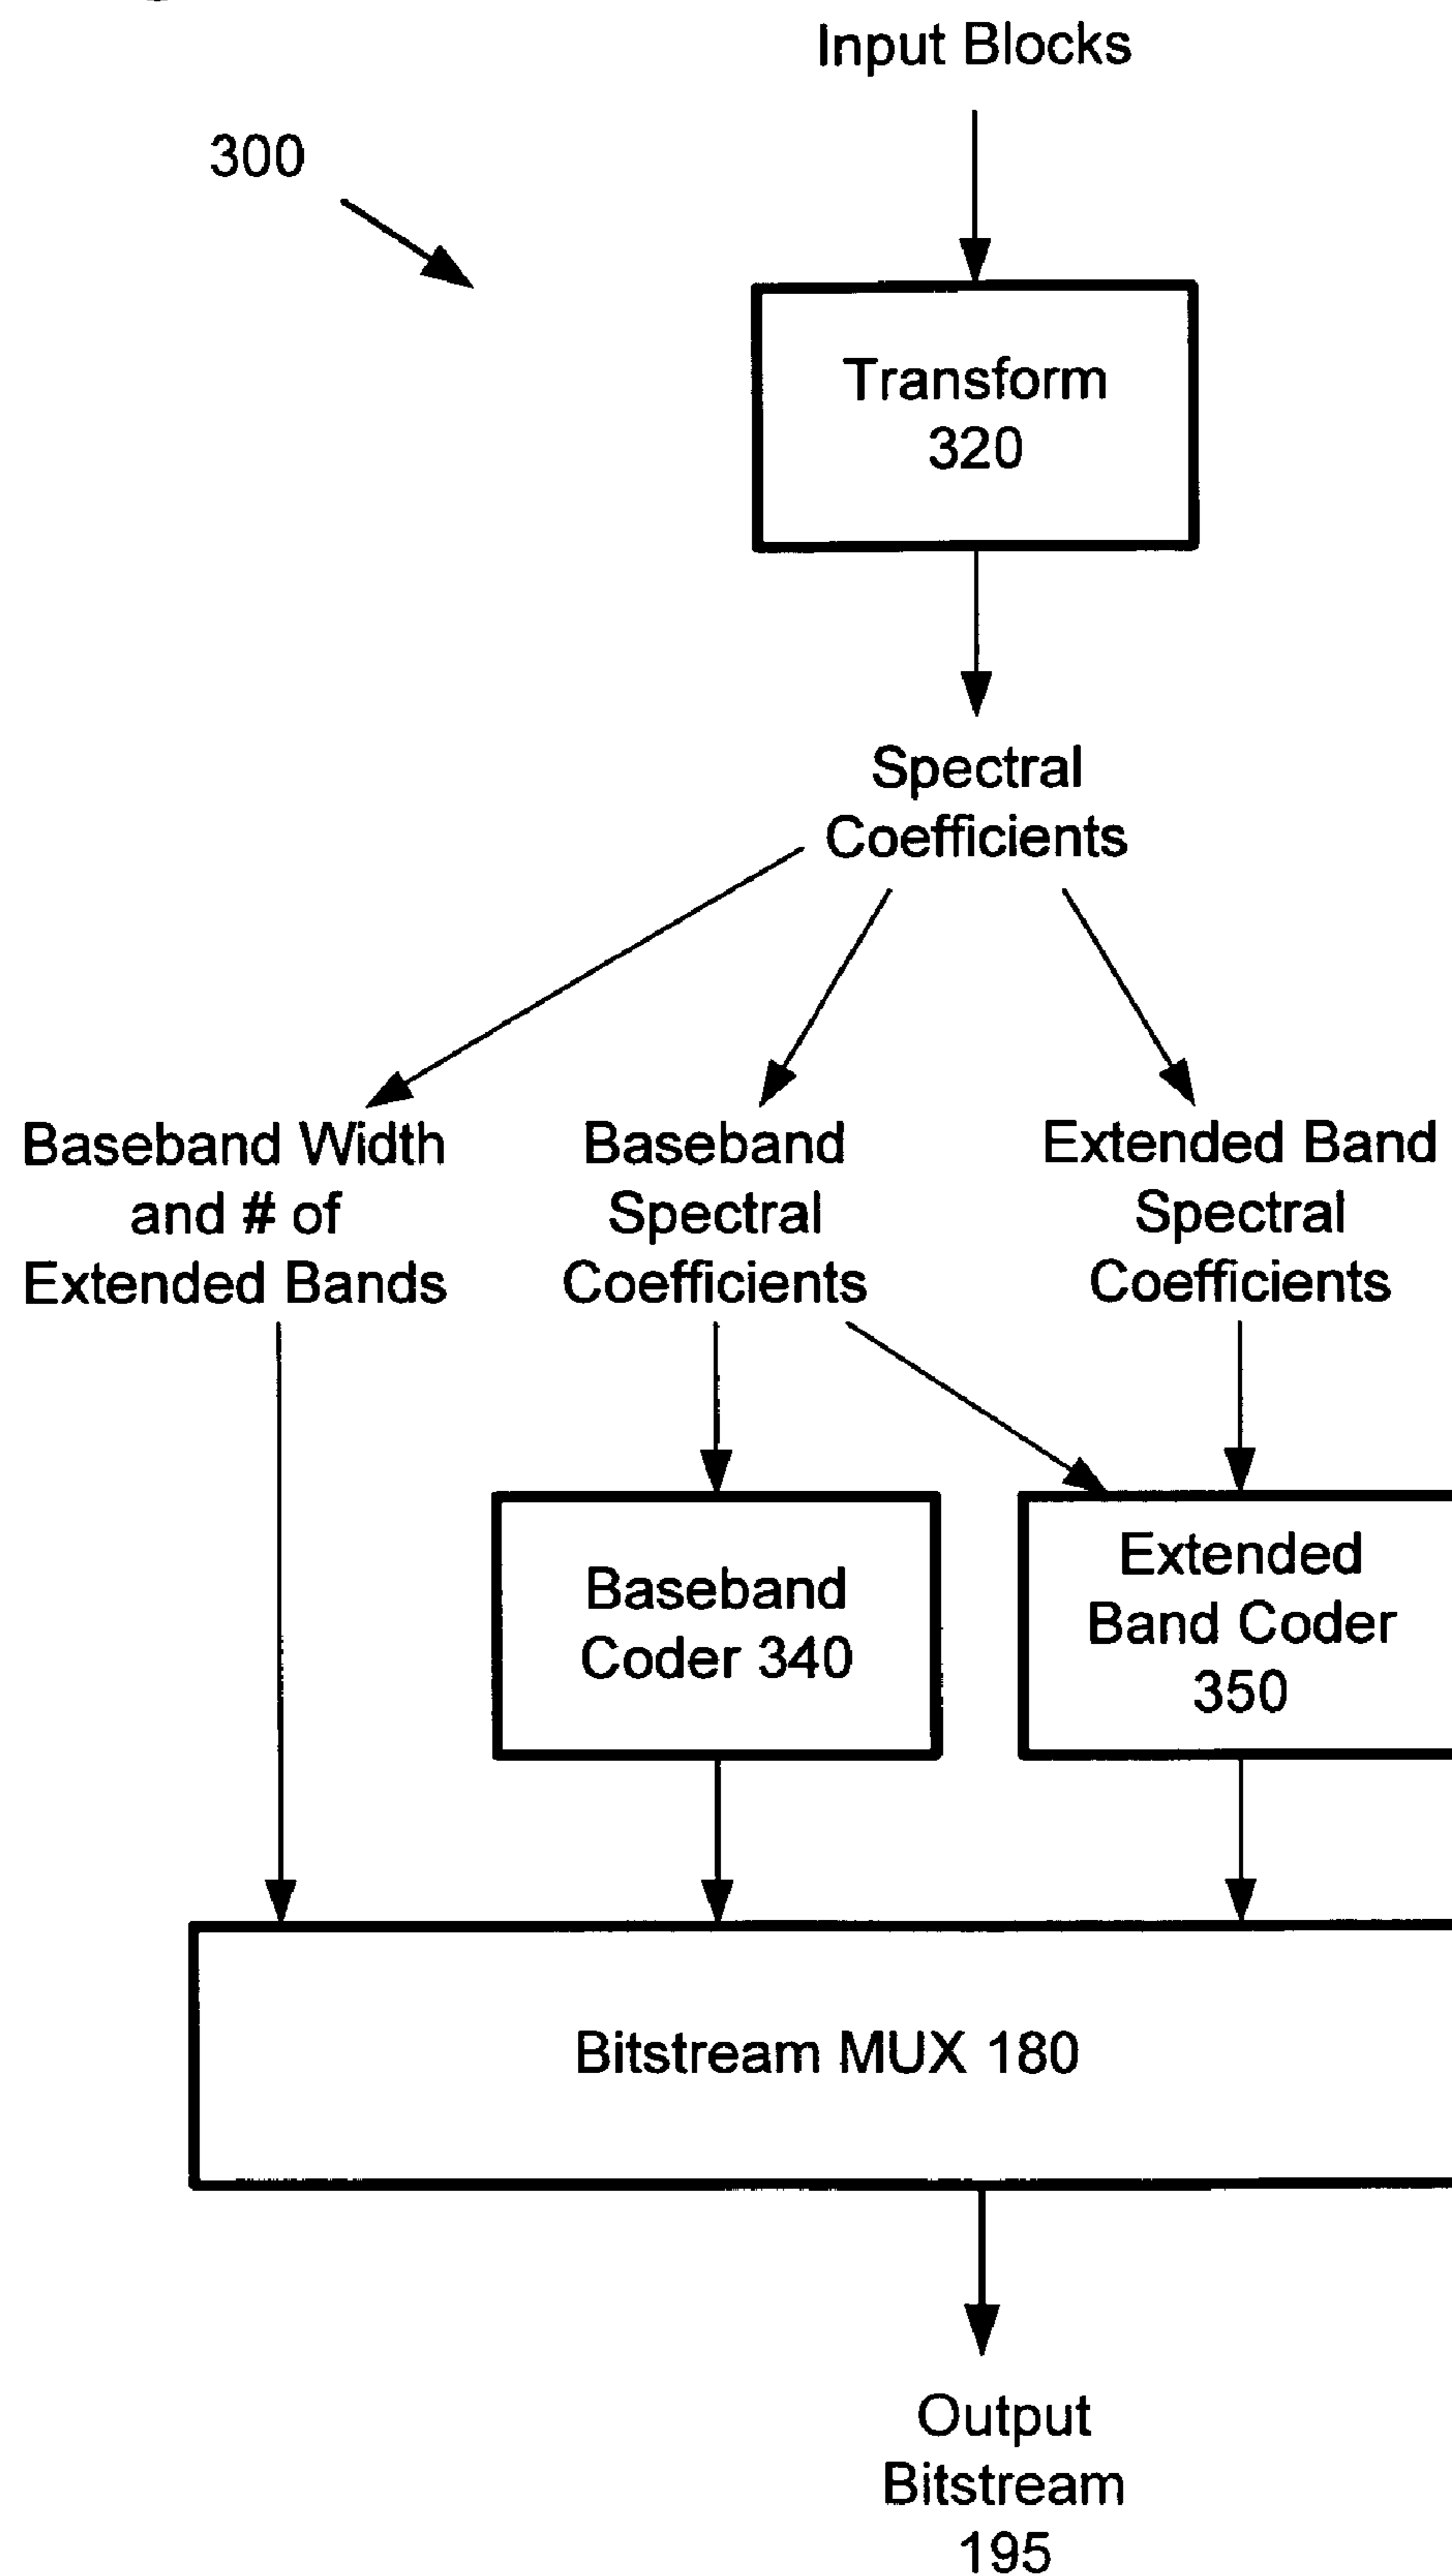 Input Blocks
300
Transform
320
Spectral
Coefficients
Baseband Width
and # of
Extended Bands
Baseband
Spectral
Coefficients
Extended Band
Spectral
Coefficients
Baseband
Coder 340
Extended
Band Coder
350
Bitstream MUX 180
Output
Bitstream
195